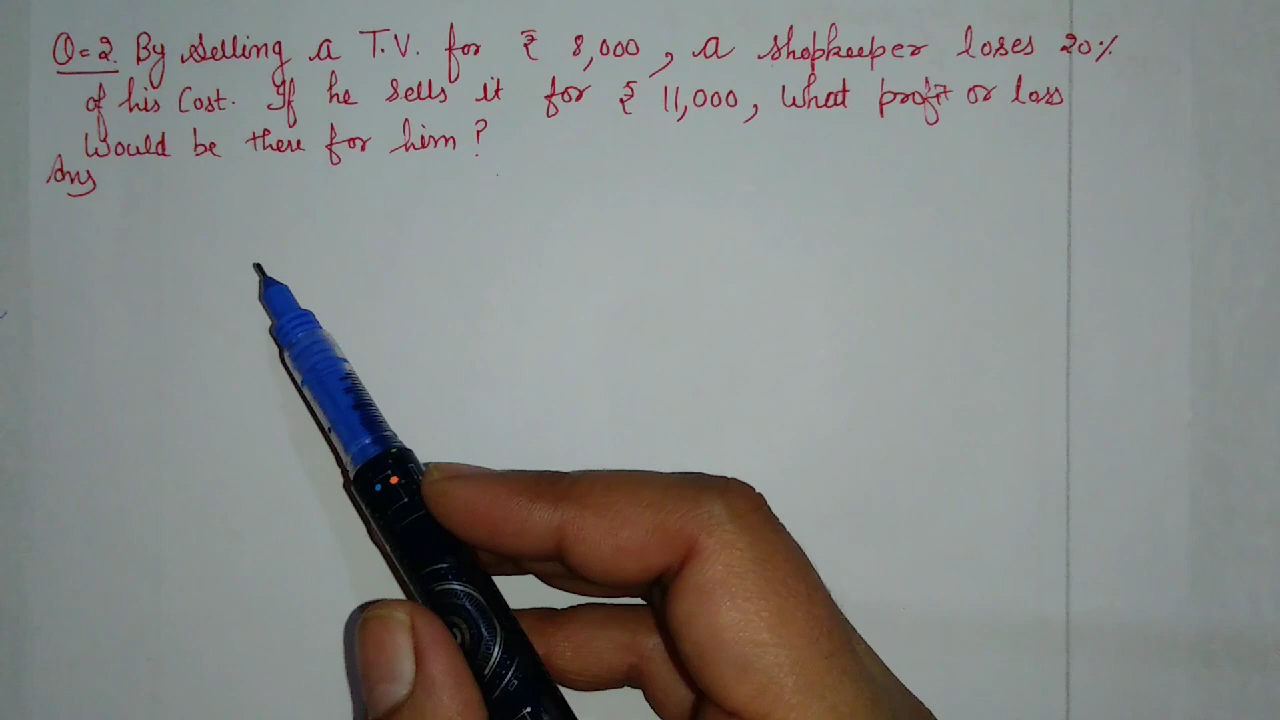 Q=2. By selling a T.V. for ₹ 8,000, a shopkeeper loses 20%
of his Cost. If he sells it for ₹ 11,000, What profit or loss
Would be there for him?
Ans